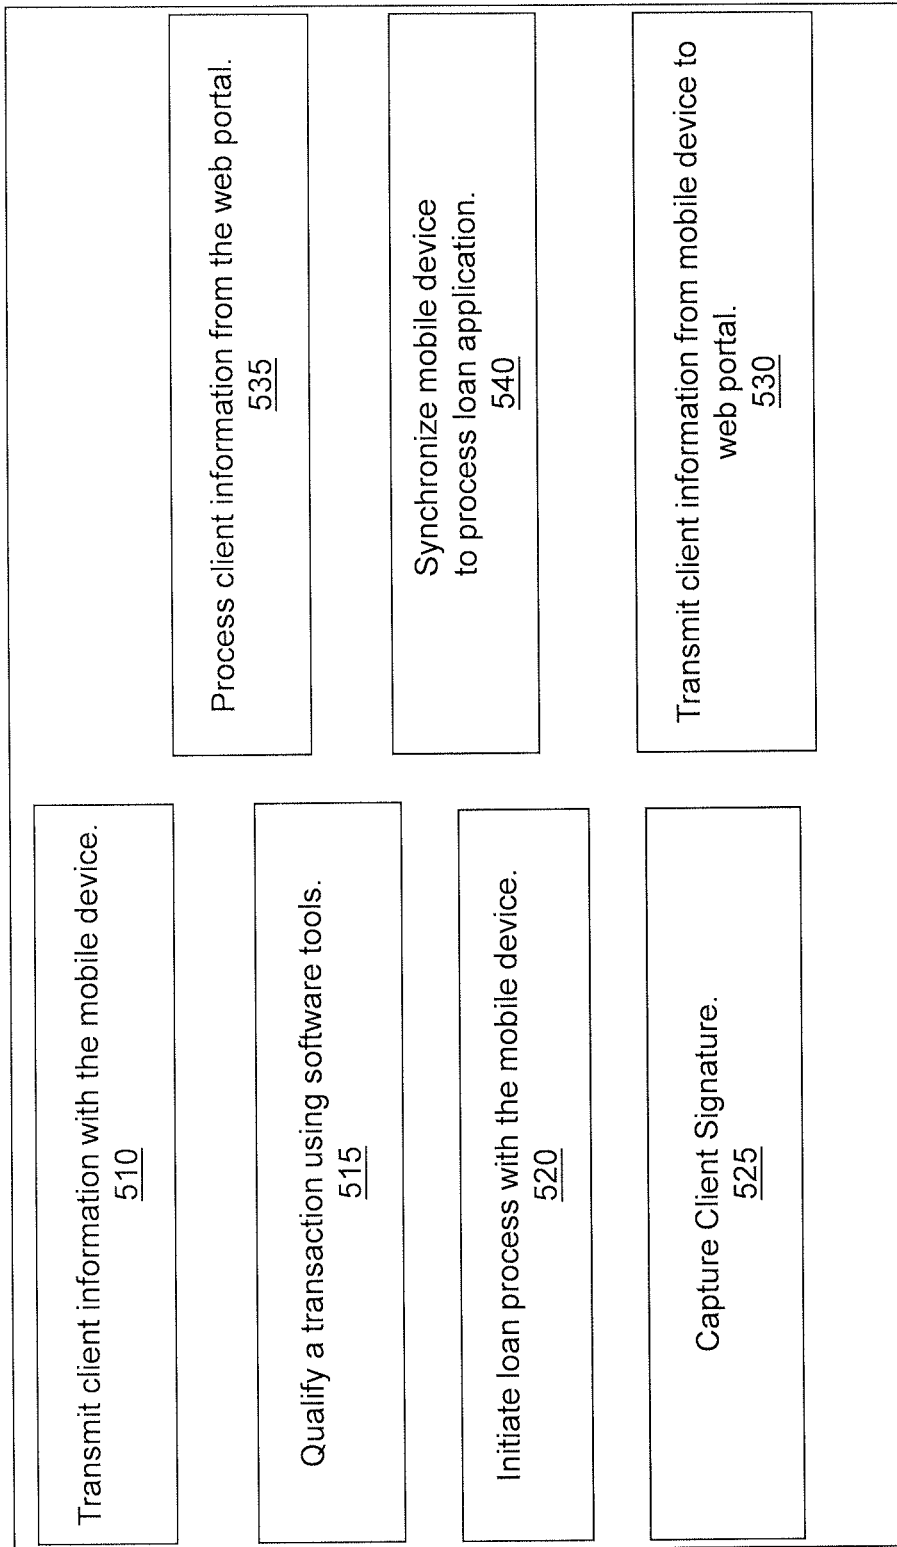 Transmit client information with the mobile device.
510
Qualify a transaction using software tools.
515
Initiate loan process with the mobile device.
520
Capture Client Signature.
525
Process client information from the web portal.
535
Synchronize mobile device
to process loan application.
540
Transmit client information from mobile device to
web portal.
530